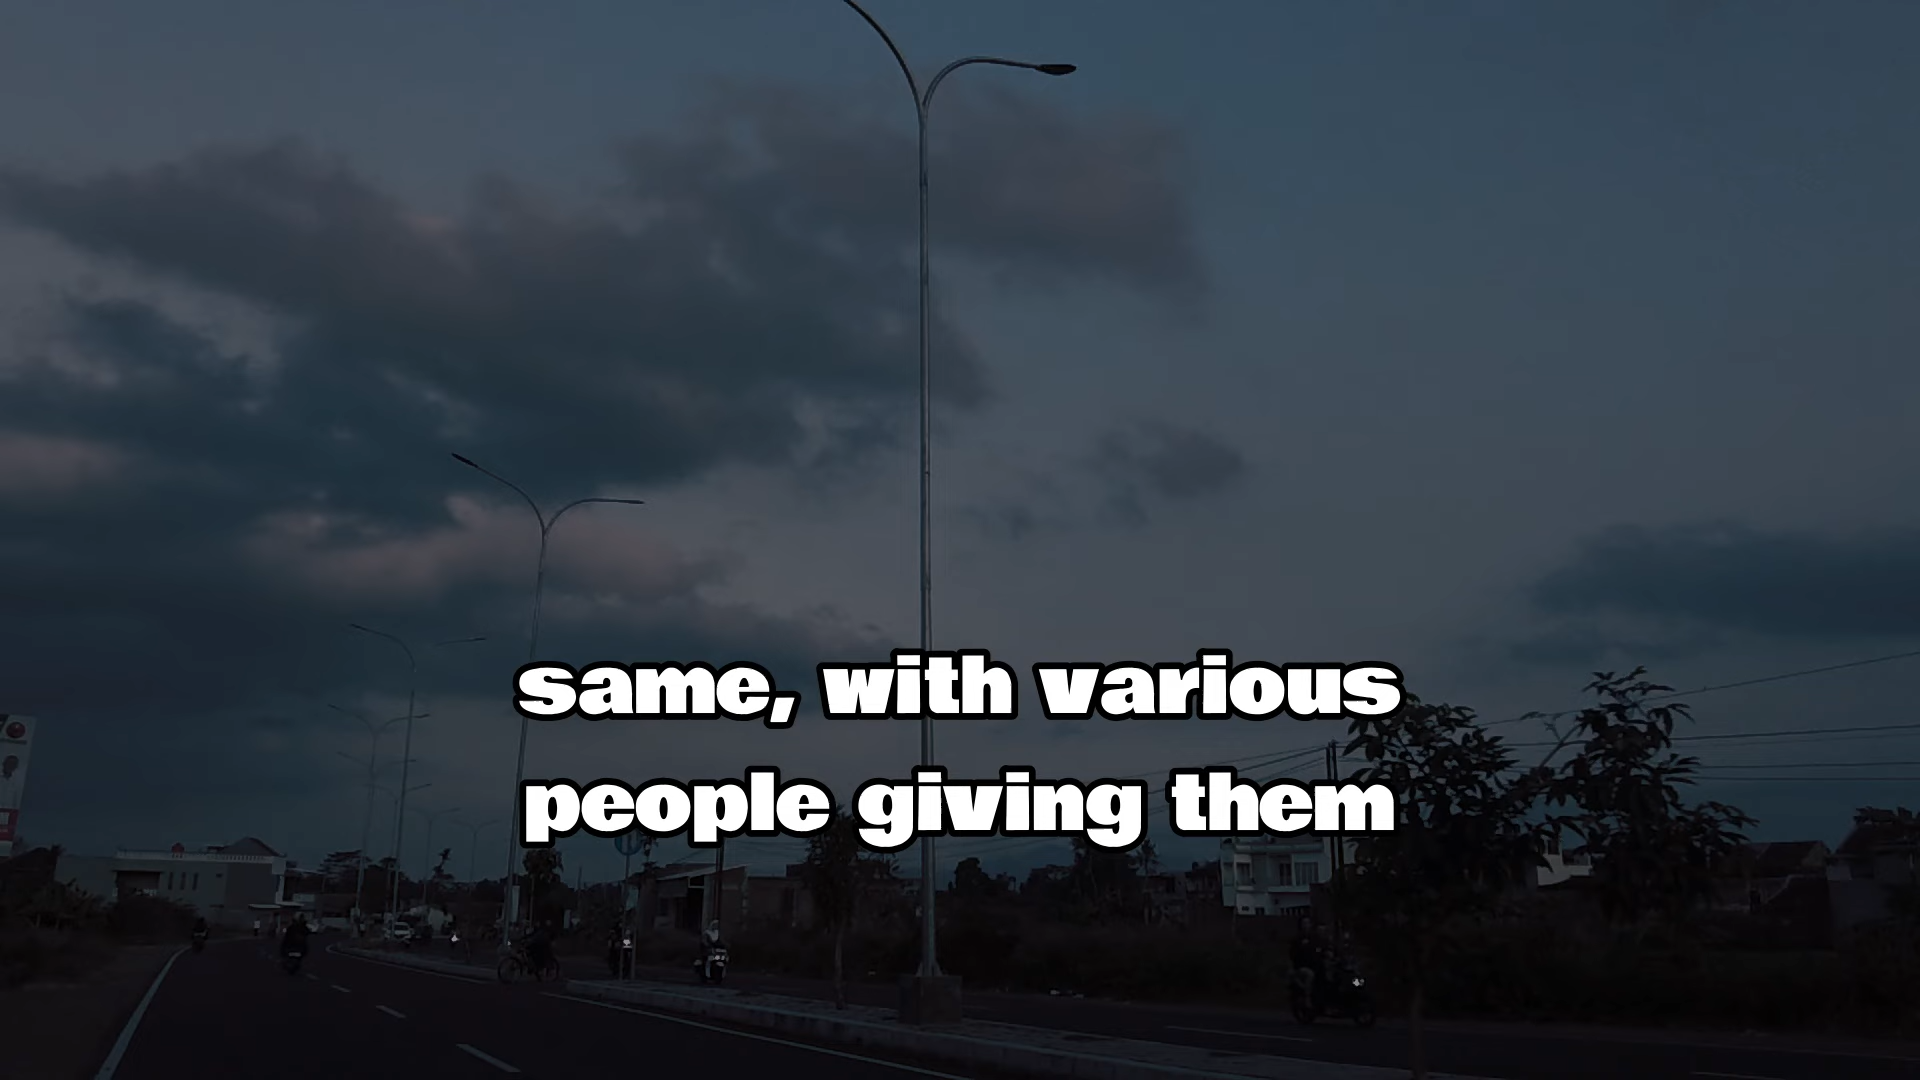 same, with various
people giving them